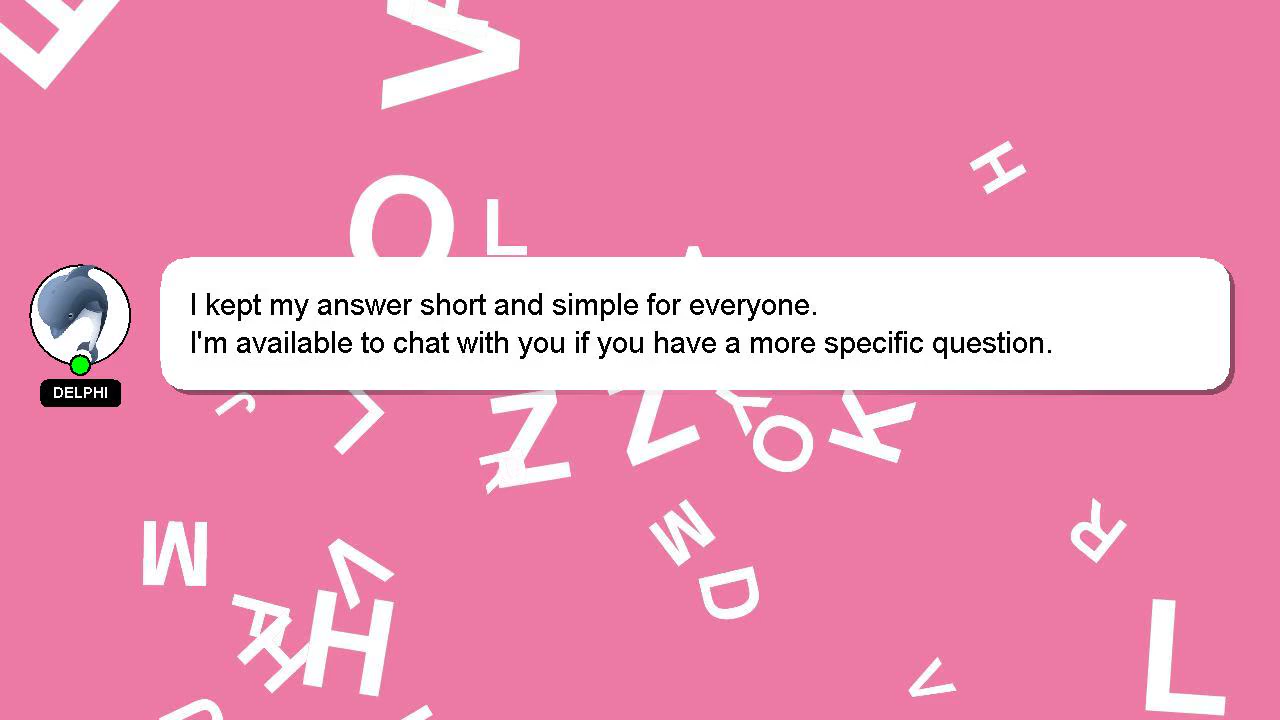 I kept my answer short and simple for everyone.
I'm available to chat with you if you have a more specific question.
DELPHI
V
H
O
L
J
L
N
Z
Y
O
K
M
R
M
V
D
H
L
V